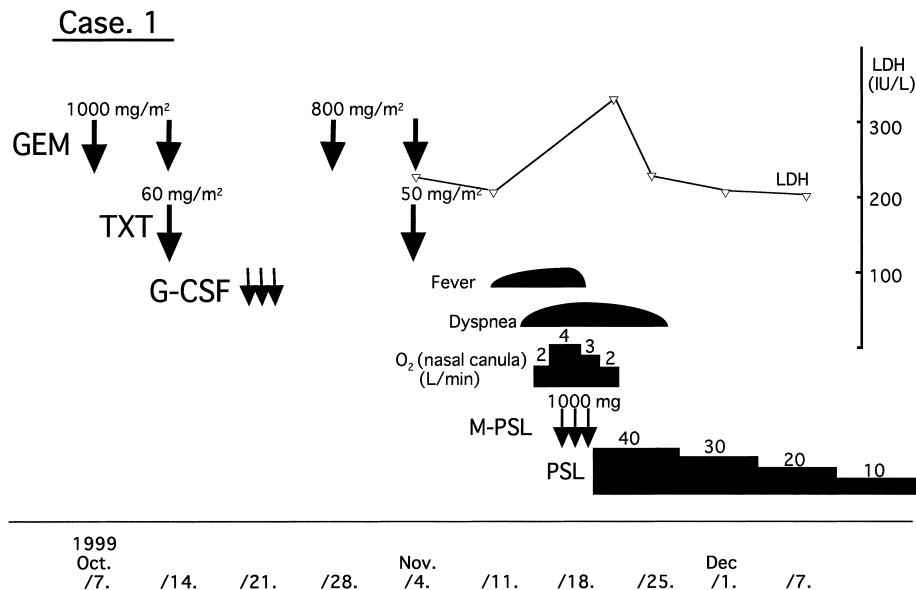 Case. 1
LDH
(IU/L)
1000 mg/m²
800 mg/m²
300
GEM
LDH
60 mg/m²
50 mg/m²
200
TXT
G-CSF
Fever
100
Dyspnea
O₂ (nasal canula)
(L/min)
2 4 3 2
1000 mg
M-PSL
PSL
40 30 20 10
1999
Oct. Nov. Dec
/7. /14. /21. /28. /4. /11. /18. /25. /1. /7.